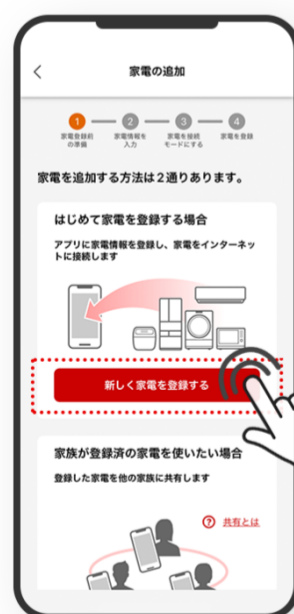 家電の追加
1 2 3 4
家電登録前の準備
家電情報を入力
家電を接続モードにする
家電を登録
家電を追加する方法は2通りあります。
はじめて家電を登録する場合
アプリに家電情報を登録し、家電をインターネッ
トに接続します
新しく家電を登録する
家族が登録済の家電を使いたい場合
登録した家電を他の家族に共有します
? 共有とは